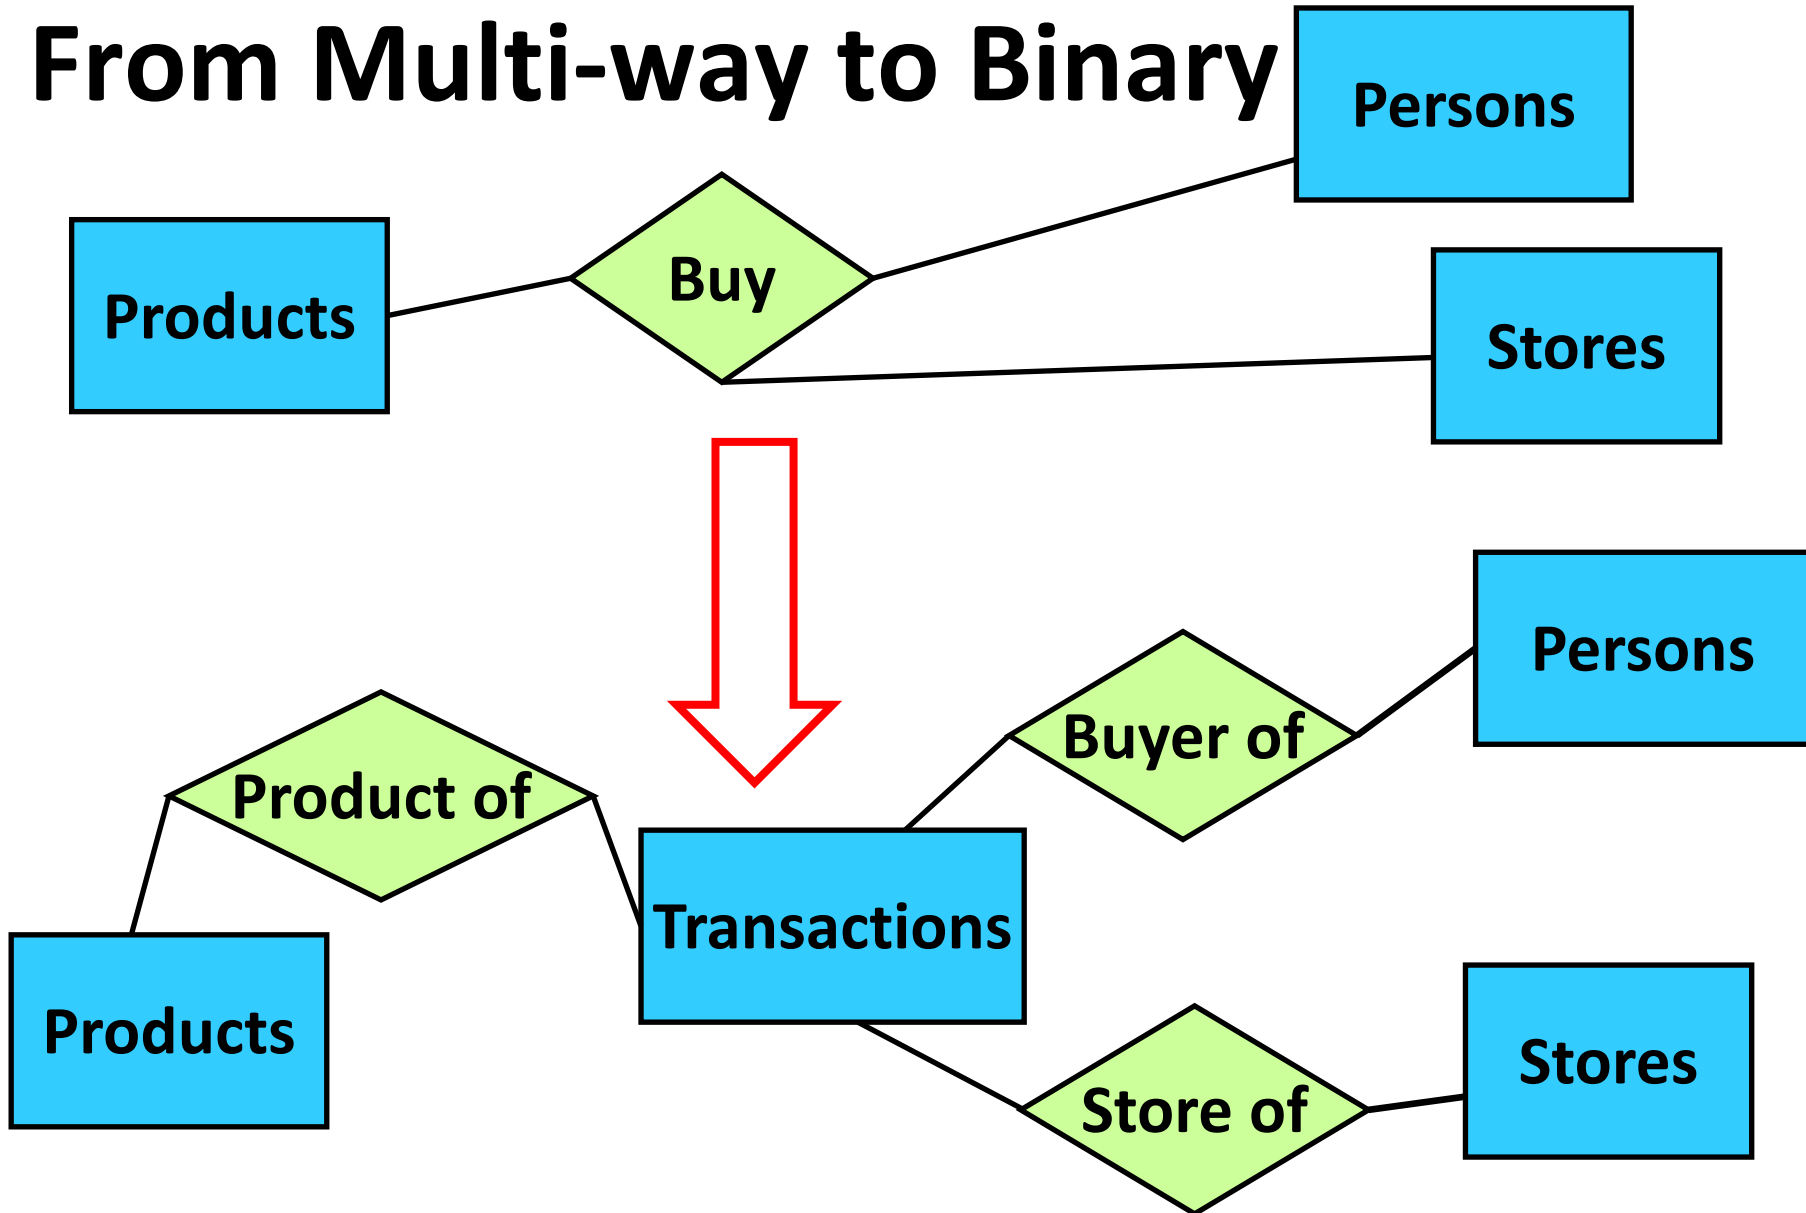 From Multi-way to Binary
Persons
Buy
Products
Stores
Persons
Buyer of
Product of
Transactions
Products
Stores
Store of